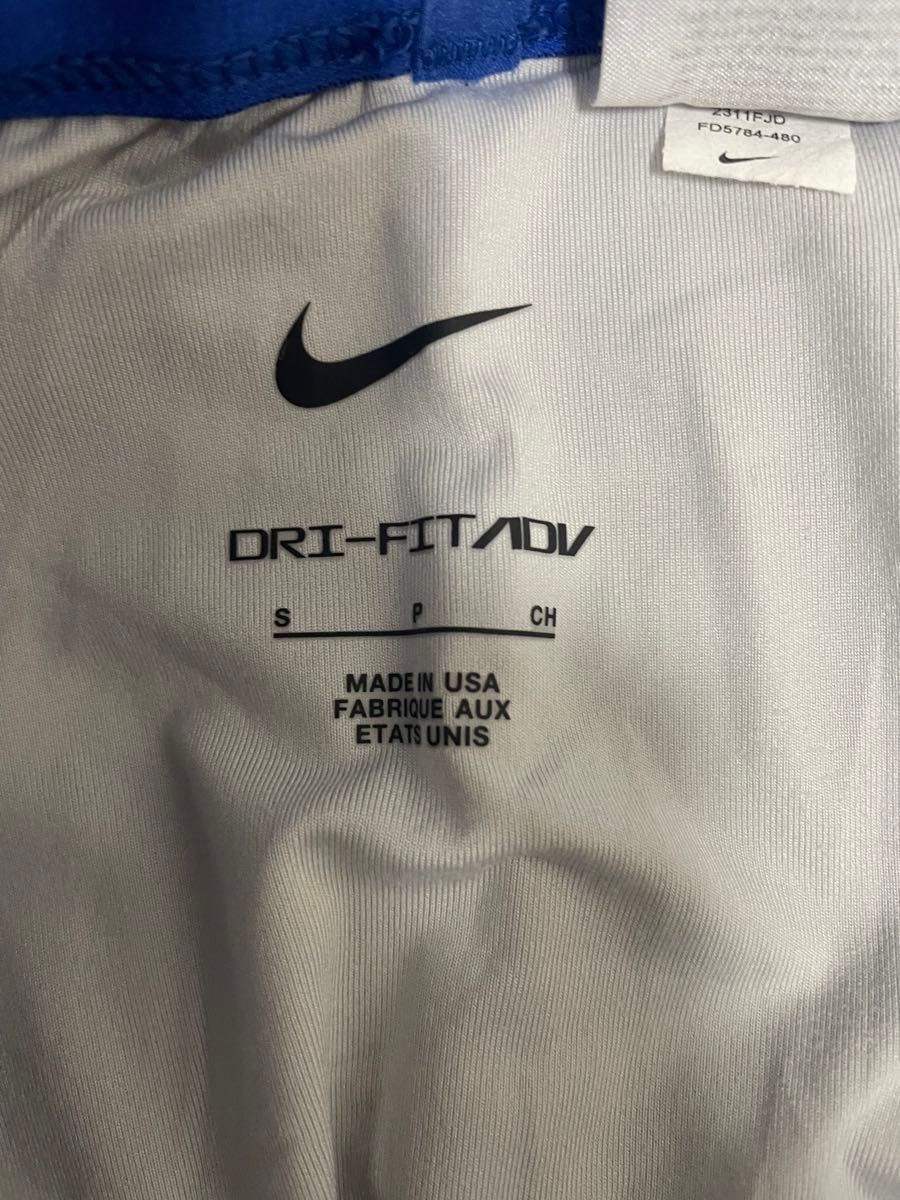 2311FJD
FD5784-480
DRI-FIT ADV
S P CH
MADE IN USA
FABRIQUE AUX
ETATS UNIS